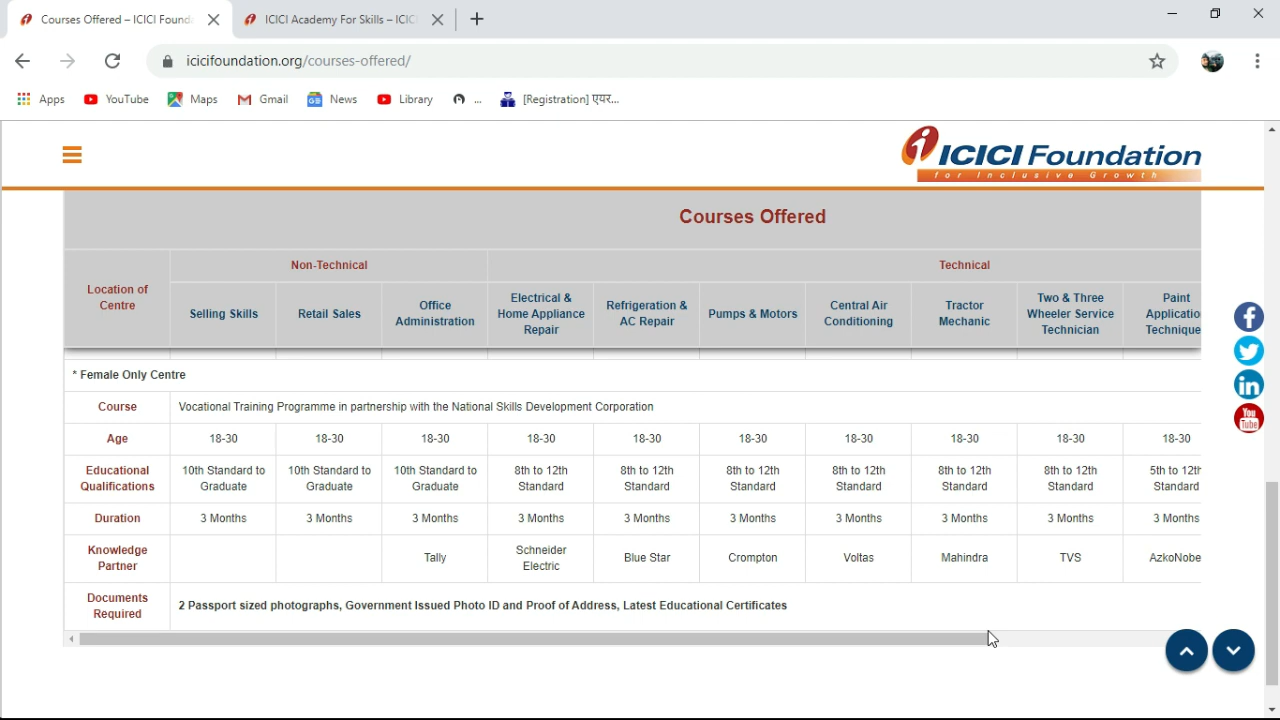 Courses Offered – ICICI Founda
ICICI Academy For Skills – ICIC
icicifoundation.org/courses-offered/
Apps YouTube Maps Gmail News Library ... [Registration] एयर...
ICICI Foundation
for Inclusive Growth
Courses Offered
Location of
Centre
Non-Technical
Technical
Selling Skills
Retail Sales
Office
Administration
Electrical &
Home Appliance
Repair
Refrigeration &
AC Repair
Pumps & Motors
Central Air
Conditioning
Tractor
Mechanic
Two & Three
Wheeler Service
Technician
Paint
Applicatio
Technique
* Female Only Centre
Course Vocational Training Programme in partnership with the National Skills Development Corporation
Age 18-30 18-30 18-30 18-30 18-30 18-30 18-30 18-30 18-30 18-30
Educational
Qualifications
10th Standard to
Graduate
10th Standard to
Graduate
10th Standard to
Graduate
8th to 12th
Standard
8th to 12th
Standard
8th to 12th
Standard
8th to 12th
Standard
8th to 12th
Standard
8th to 12th
Standard
5th to 12th
Standard
Duration 3 Months 3 Months 3 Months 3 Months 3 Months 3 Months 3 Months 3 Months 3 Months 3 Months
Knowledge
Partner
Tally
Schneider
Electric
Blue Star
Crompton
Voltas
Mahindra
TVS
AzkoNobe
Documents
Required
2 Passport sized photographs, Government Issued Photo ID and Proof of Address, Latest Educational Certificates
You
Tube